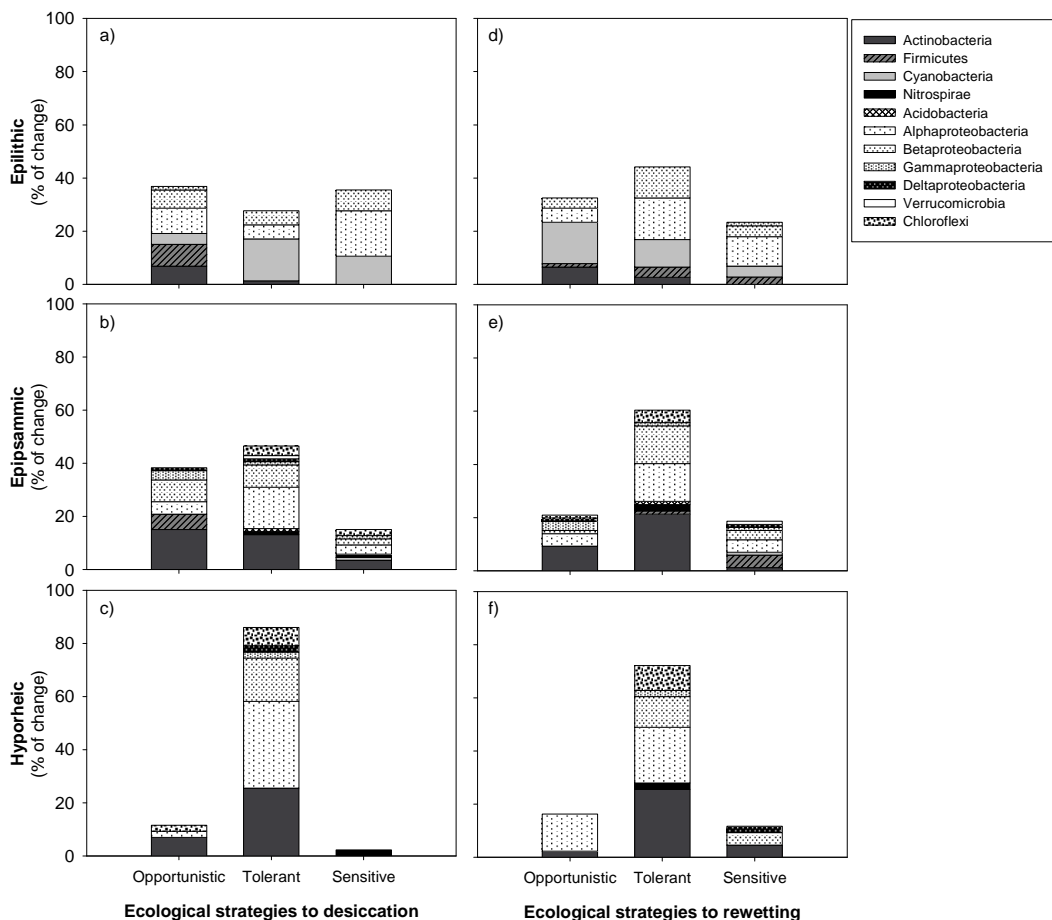 a)
100
80
60
40
20
0
Epilithic
(% of change)
d)
Actinobacteria
Firmicutes
Cyanobacteria
Nitrospirae
Acidobacteria
Alphaproteobacteria
Betaproteobacteria
Gammaproteobacteria
Deltaproteobacteria
Verrucomicrobia
Chloroflexi
b)
100
80
60
40
20
0
Epipsammic
(% of change)
e)
c)
100
80
60
40
20
0
Hyporheic
(% of change)
f)
Opportunistic Tolerant Sensitive
Opportunistic Tolerant Sensitive
Ecological strategies to desiccation
Ecological strategies to rewetting